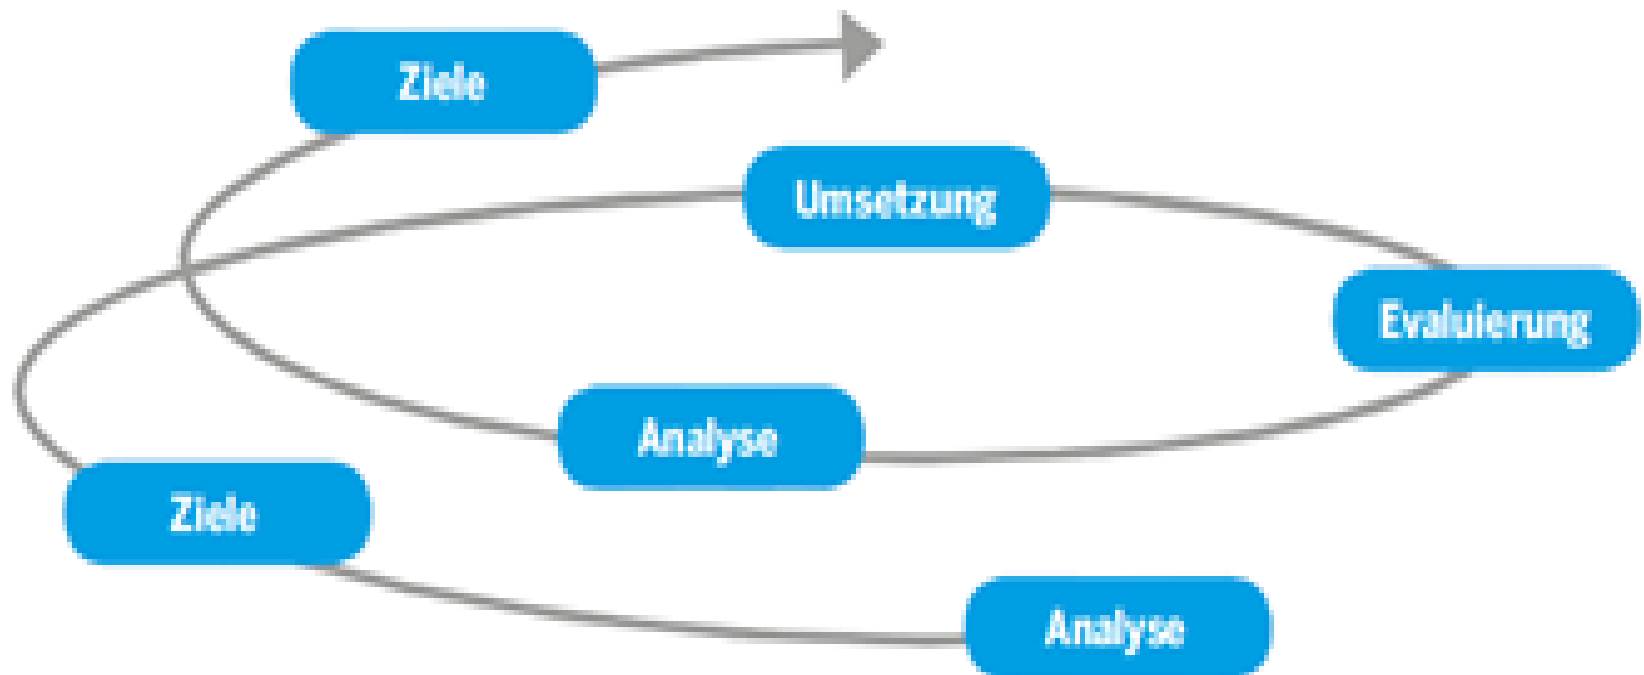 Ziele
Umsetzung
Evaluierung
Analyse
Ziele
Analyse